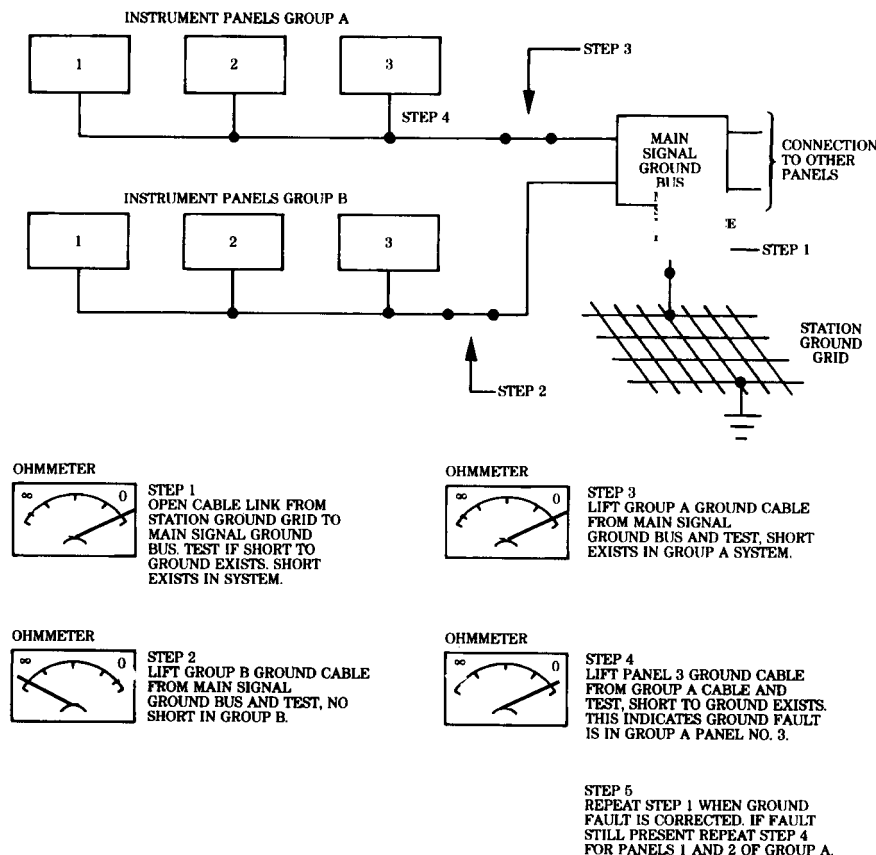 INSTRUMENT PANELS GROUP A
1
2
3
STEP 3
STEP 4
MAIN
SIGNAL
GROUND
BUS
CONNECTION
TO OTHER
PANELS
INSTRUMENT PANELS GROUP B
1
2
3
E
STEP 1
STATION
GROUND
GRID
STEP 2
OHMMETER
∞ 0
STEP 1
OPEN CABLE LINK FROM
STATION GROUND GRID TO
MAIN SIGNAL GROUND
BUS. TEST IF SHORT TO
GROUND EXISTS. SHORT
EXISTS IN SYSTEM.
OHMMETER
∞ 0
STEP 3
LIFT GROUP A GROUND CABLE
FROM MAIN SIGNAL
GROUND BUS AND TEST, SHORT
EXISTS IN GROUP A SYSTEM.
OHMMETER
∞ 0
STEP 2
LIFT GROUP B GROUND CABLE
FROM MAIN SIGNAL
GROUND BUS AND TEST, NO
SHORT IN GROUP B.
OHMMETER
∞ 0
STEP 4
LIFT PANEL 3 GROUND CABLE
FROM GROUP A CABLE AND
TEST, SHORT TO GROUND EXISTS.
THIS INDICATES GROUND FAULT
IS IN GROUP A PANEL NO. 3.
STEP 5
REPEAT STEP 1 WHEN GROUND
FAULT IS CORRECTED. IF FAULT
STILL PRESENT REPEAT STEP 4
FOR PANELS 1 AND 2 OF GROUP A.